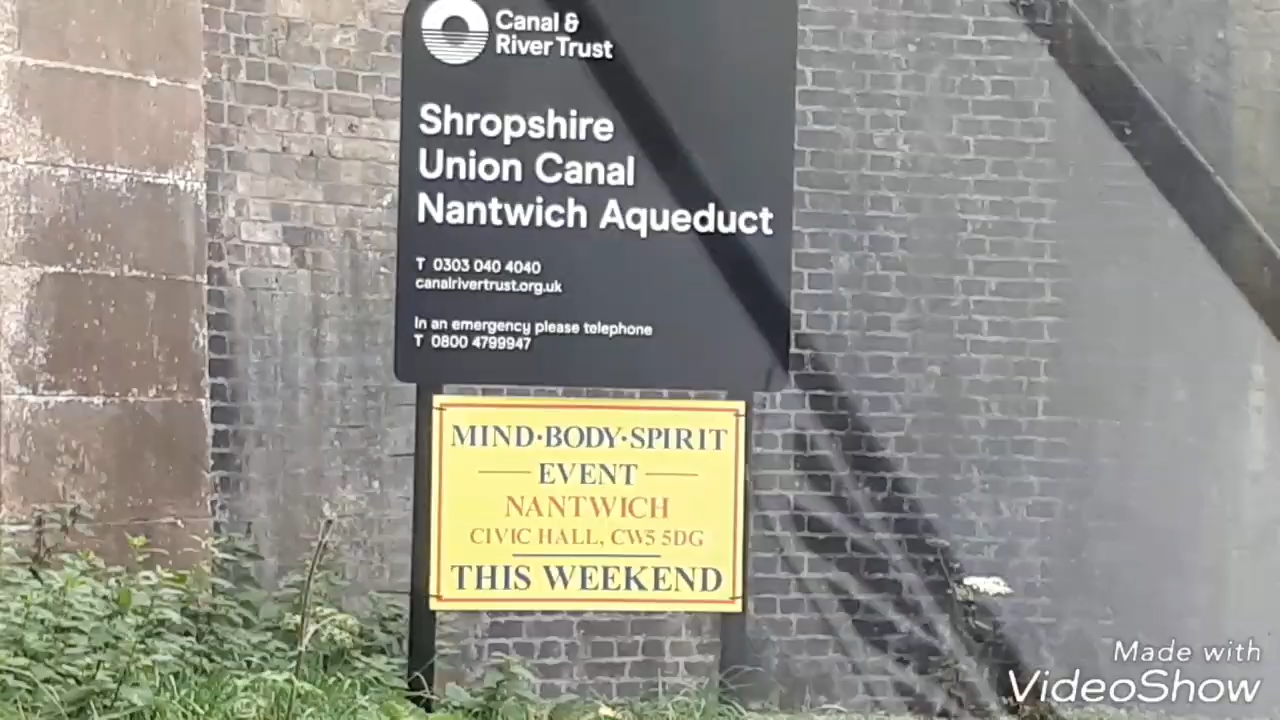 Canal &
River Trust
Shropshire
Union Canal
Nantwich Aqueduct
T 0303 040 4040
canalrivertrust.org.uk
In an emergency please telephone
T 0800 4799947
MIND·BODY·SPIRIT
EVENT
NANTWICH
CIVIC HALL, CW5 5DG
THIS WEEKEND
Made with
VideoShow